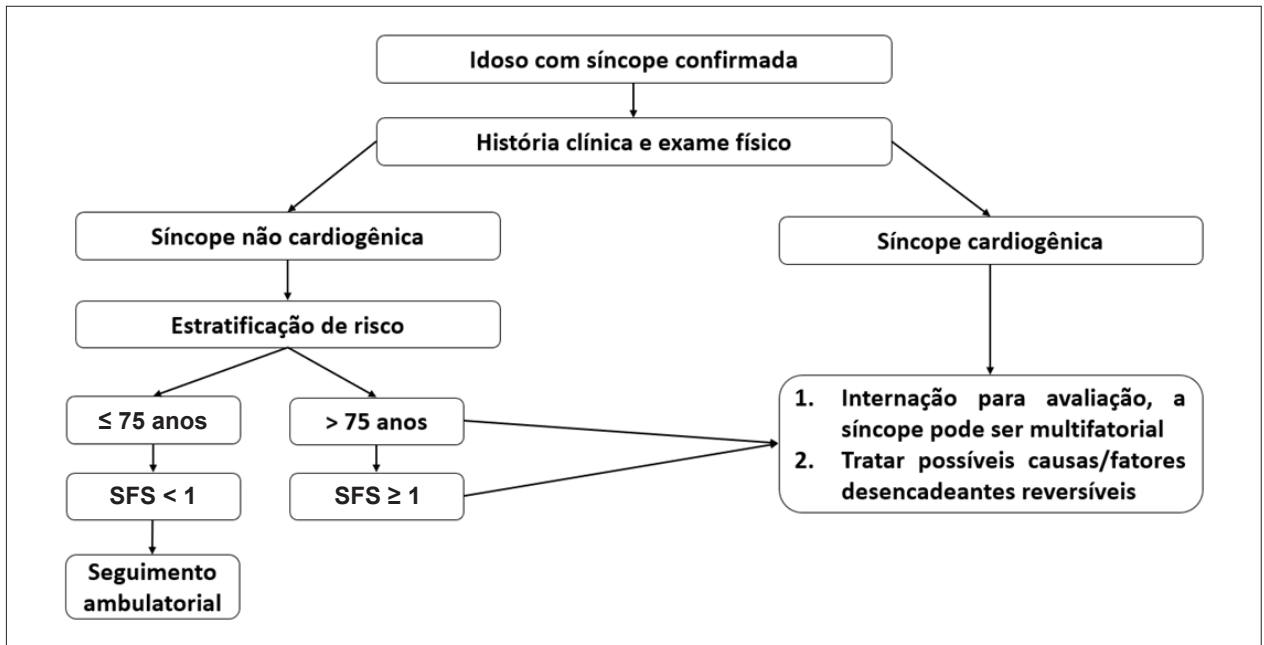 Idoso com síncope confirmada
História clínica e exame físico
Síncope não cardiogênica
Síncope cardiogênica
Estratificação de risco
≤ 75 anos
> 75 anos
SFS < 1
SFS ≥ 1
Seguimento
ambulatorial
1. Internação para avaliação, a
síncope pode ser multifatorial
2. Tratar possíveis causas/fatores
desencadeantes reversíveis